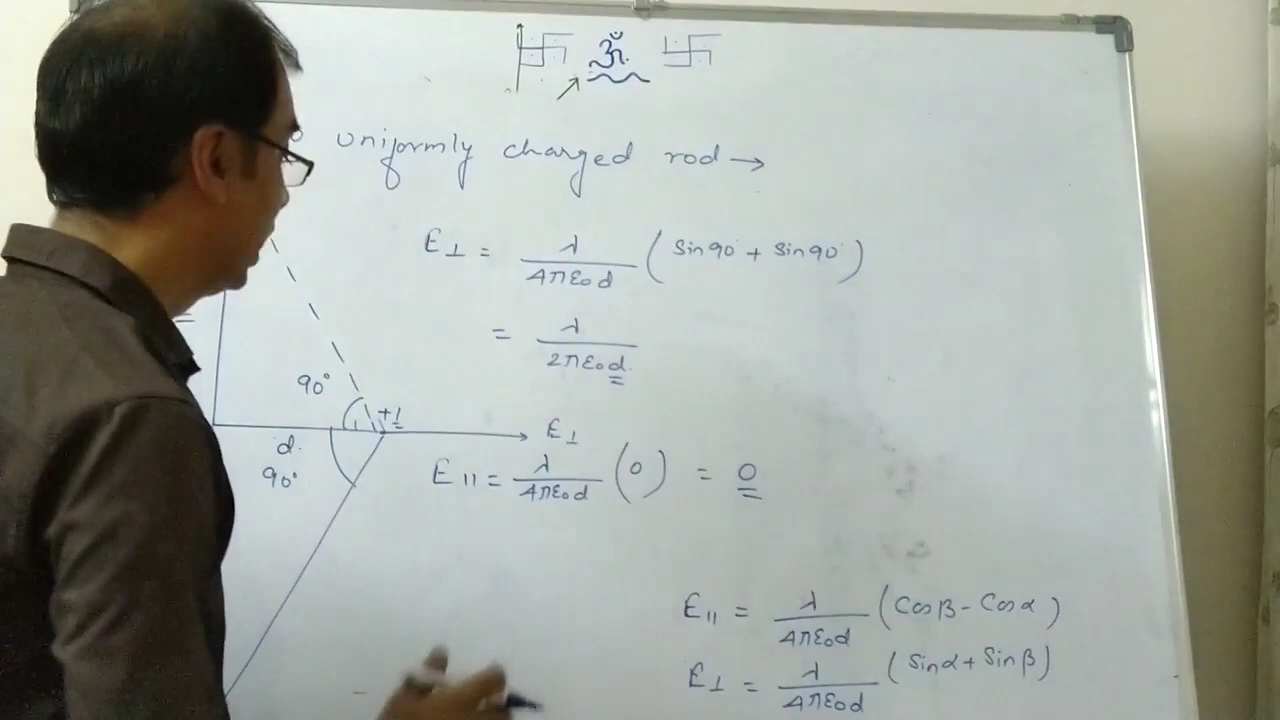 ॐ
uniformly charged rod →
E⊥ = λ/4πε₀d (Sin90° + Sin90°)
= λ/2πε₀d
90°
+1
E⊥
d.
90°
E|| = λ/4πε₀d (0) = 0
E|| = λ/4πε₀d (Cosβ - Cosα)
E⊥ = λ/4πε₀d (Sinα + Sinβ)